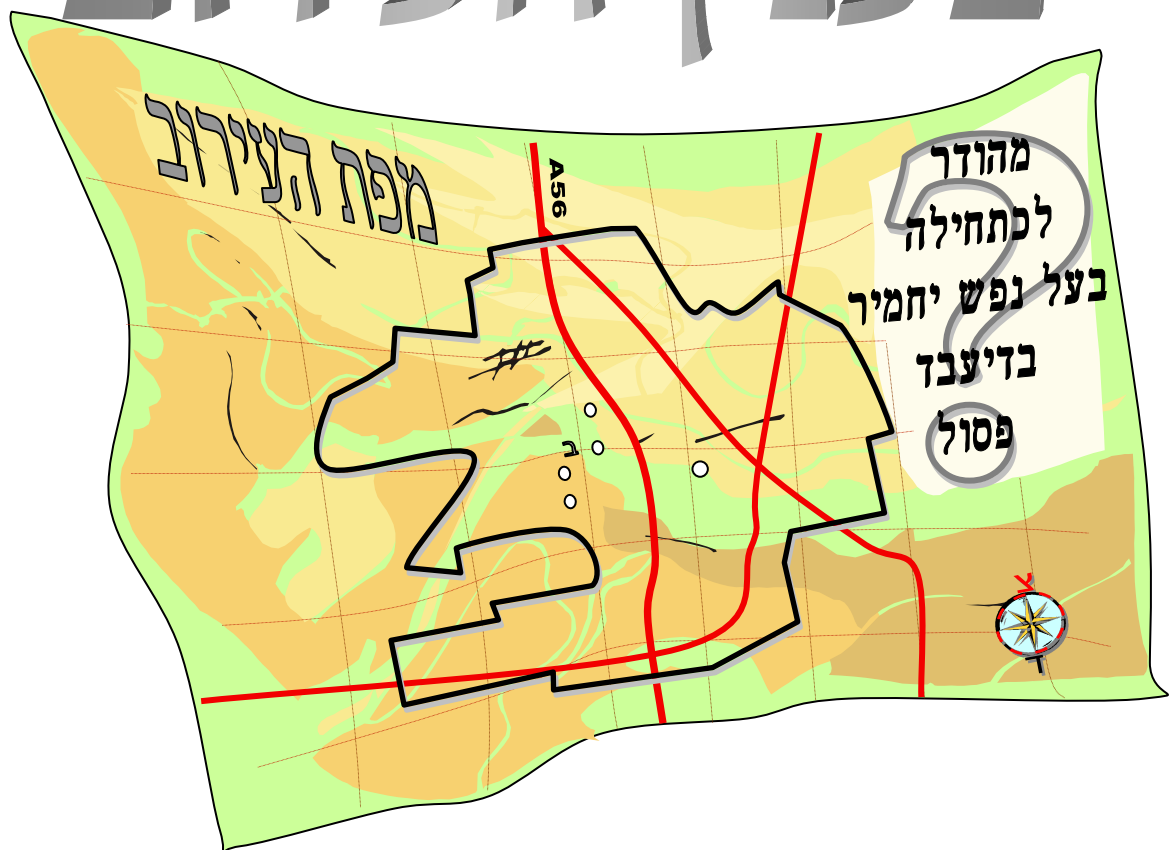 מפת העירוב
A56
מהודר
לכתחילה
בעל נפש יחמיר
בדיעבד
פסול
צ
ד